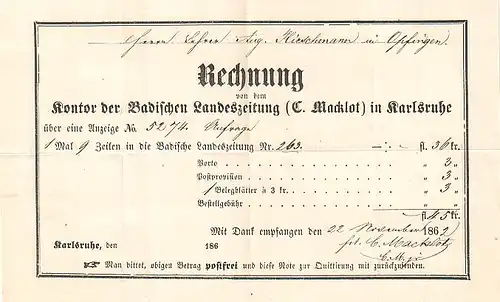 Herrn Lehrer Aug. Kirschmann in Opfingen.
Rechnung
von dem
Kontor der Badischen Landeszeitung (C. Macklot) in Karlsruhe
über eine Anzeige No. 5274. Anfrage
1 Mal 9 Zeilen in die Badische Landeszeitung Nr. 263. —:— fl. 36 kr.
Porto „ 3 „
Postprovision „ 3 „
1 Belegblätter à 3 kr. „ 3 „
Bestellgebühr „ „
fl. 45 kr.
Mit Dank empfangen den 22 November 1862
Karlsruhe, den 186
C. Macklot
Man bittet, obigen Betrag postfrei und diese Note zur Quittirung mit zurückzusenden.